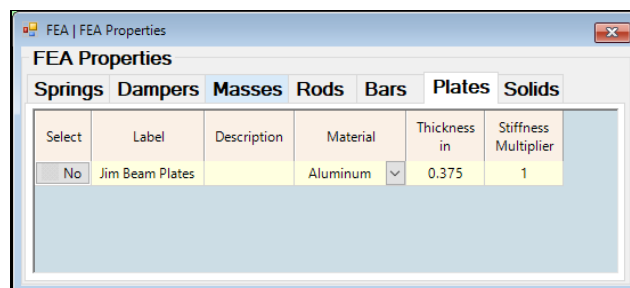 FEA | FEA Properties
FEA Properties
Springs Dampers Masses Rods Bars Plates Solids
Select Label Description Material Thickness in Stiffness Multiplier
No Jim Beam Plates Aluminum 0.375 1